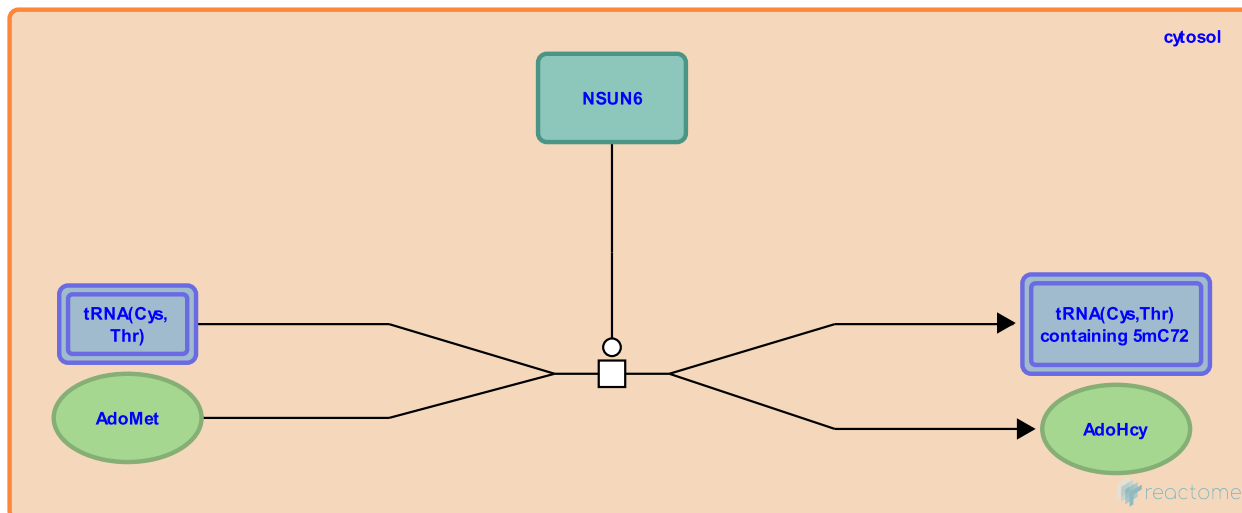 cytosol
NSUN6
tRNA(Cys,
Thr)
tRNA(Cys,Thr)
containing 5mC72
AdoMet
AdoHcy
reactome